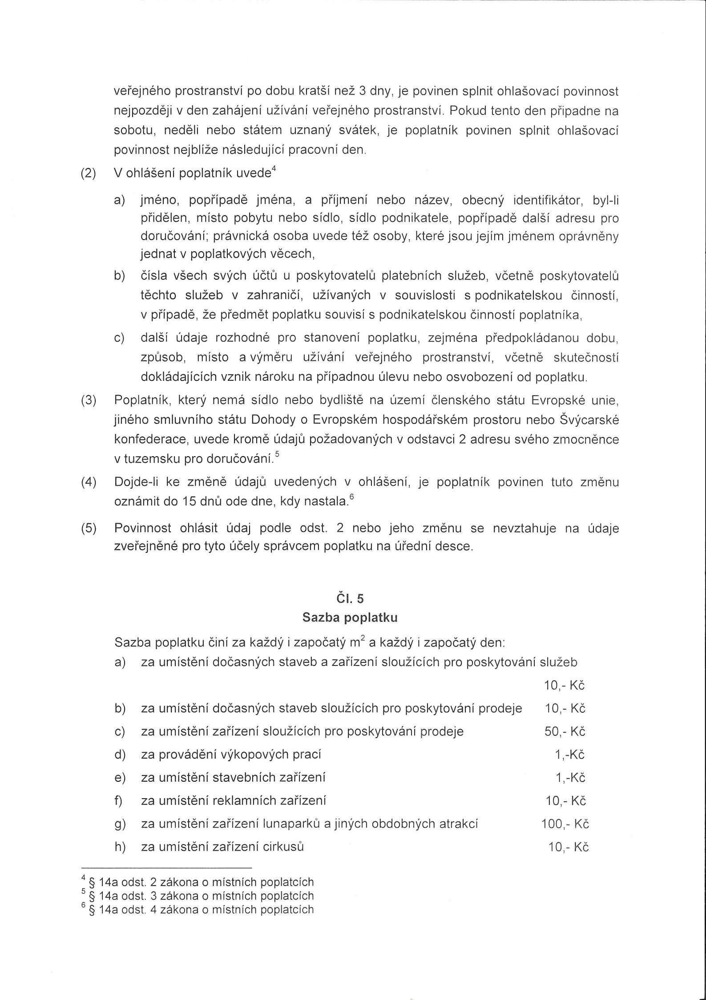 veřejného prostranství po dobu kratší než 3 dny, je povinen splnit ohlašovací povinnost
nejpozději v den zahájení užívání veřejného prostranství. Pokud tento den připadne na
sobotu, neděli nebo státem uznaný svátek, je poplatník povinen splnit ohlašovací
povinnost nejblíže následující pracovní den.
(2) V ohlášení poplatník uvede⁴
a) jméno, popřípadě jména, a příjmení nebo název, obecný identifikátor, byl-li
přidělen, místo pobytu nebo sídlo, sídlo podnikatele, popřípadě další adresu pro
doručování; právnická osoba uvede též osoby, které jsou jejím jménem oprávněny
jednat v poplatkových věcech,
b) čísla všech svých účtů u poskytovatelů platebních služeb, včetně poskytovatelů
těchto služeb v zahraničí, užívaných v souvislosti s podnikatelskou činností,
v případě, že předmět poplatku souvisí s podnikatelskou činností poplatníka,
c) další údaje rozhodné pro stanovení poplatku, zejména předpokládanou dobu,
způsob, místo a výměru užívání veřejného prostranství, včetně skutečností
dokládajících vznik nároku na případnou úlevu nebo osvobození od poplatku.
(3) Poplatník, který nemá sídlo nebo bydliště na území členského státu Evropské unie,
jiného smluvního státu Dohody o Evropském hospodářském prostoru nebo Švýcarské
konfederace, uvede kromě údajů požadovaných v odstavci 2 adresu svého zmocněnce
v tuzemsku pro doručování.⁵
(4) Dojde-li ke změně údajů uvedených v ohlášení, je poplatník povinen tuto změnu
oznámit do 15 dnů ode dne, kdy nastala.⁶
(5) Povinnost ohlásit údaj podle odst. 2 nebo jeho změnu se nevztahuje na údaje
zveřejněné pro tyto účely správcem poplatku na úřední desce.
Čl. 5
Sazba poplatku
Sazba poplatku činí za každý i započatý m² a každý i započatý den:
a) za umístění dočasných staveb a zařízení sloužících pro poskytování služeb
10,- Kč
b) za umístění dočasných staveb sloužících pro poskytování prodeje 10,- Kč
c) za umístění zařízení sloužících pro poskytování prodeje 50,- Kč
d) za provádění výkopových prací 1,-Kč
e) za umístění stavebních zařízení 1,-Kč
f) za umístění reklamních zařízení 10,- Kč
g) za umístění zařízení lunaparků a jiných obdobných atrakcí 100,- Kč
h) za umístění zařízení cirkusů 10,- Kč
⁴ § 14a odst. 2 zákona o místních poplatcích
⁵ § 14a odst. 3 zákona o místních poplatcích
⁶ § 14a odst. 4 zákona o místních poplatcích